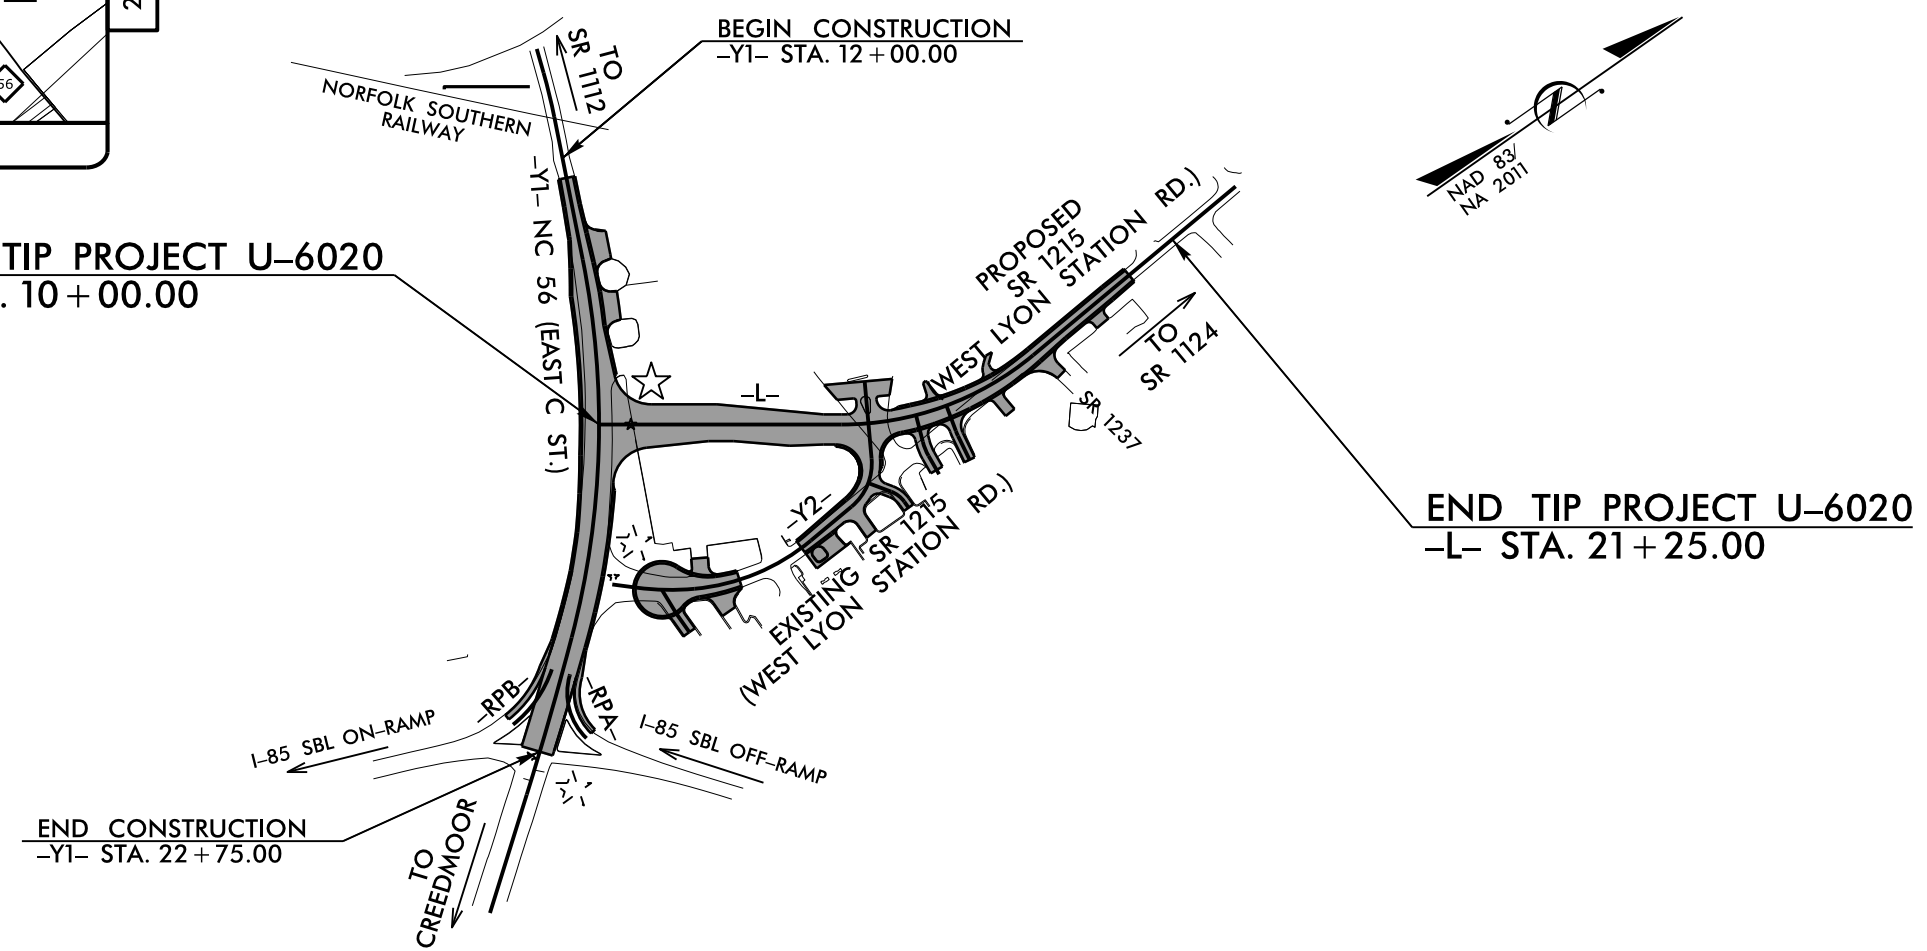 2
56
BEGIN CONSTRUCTION
-Y1- STA. 12+00.00
TO
SR 1112
NORFOLK SOUTHERN
RAILWAY
NAD 83/
NA 2011
TIP PROJECT U-6020
. 10+00.00
-Y1- NC 56 (EAST C ST.)
PROPOSED
SR 1215
(WEST LYON STATION RD.)
TO
SR 1124
-L-
SR 1237
END TIP PROJECT U-6020
-L- STA. 21+25.00
-Y2-
EXISTING SR 1215
(WEST LYON STATION RD.)
-RPB-
-RPA-
I-85 SBL ON-RAMP
I-85 SBL OFF-RAMP
END CONSTRUCTION
-Y1- STA. 22+75.00
TO
CREEDMOOR